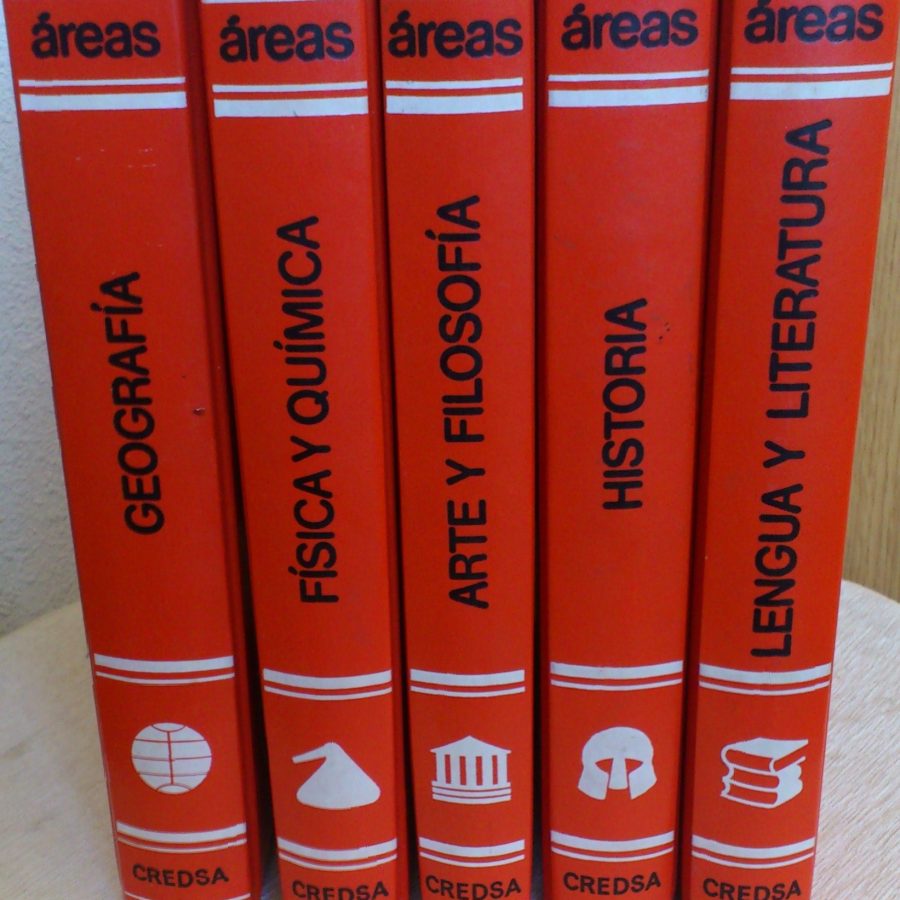 áreas
GEOGRAFÍA
CREDSA
áreas
FÍSICA Y QUÍMICA
CREDSA
áreas
ARTE Y FILOSOFÍA
CREDSA
áreas
HISTORIA
CREDSA
áreas
LENGUA Y LITERATURA
CREDSA